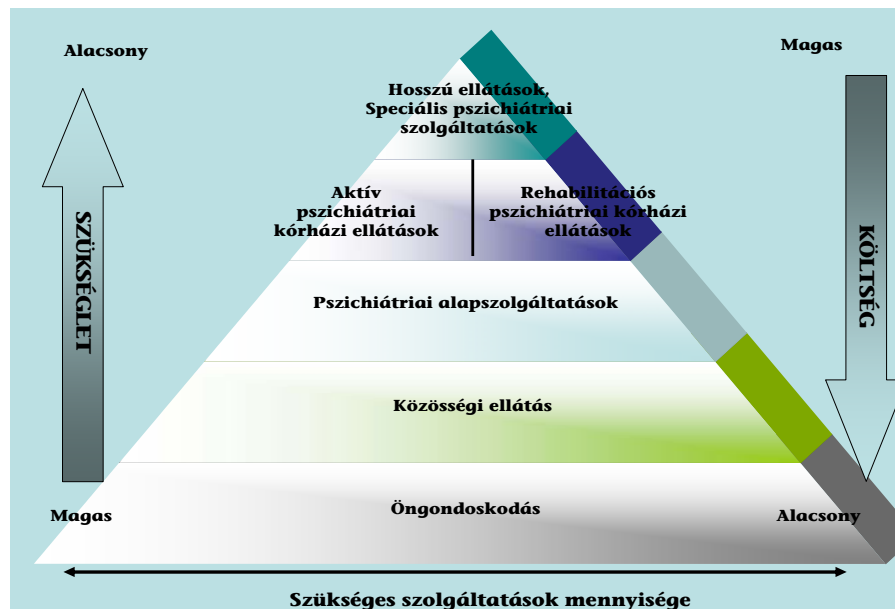 Alacsony
Magas
Hosszú ellátások,
Speciális pszichiátriai
szolgáltatások
Aktív
pszichiátriai
kórházi ellátások
Rehabilitációs
pszichiátriai kórházi
ellátások
SZÜKSÉGLET
KÖLTSÉG
Pszichiátriai alapszolgáltatások
Közösségi ellátás
Magas
Öngondoskodás
Alacsony
Szükséges szolgáltatások mennyisége